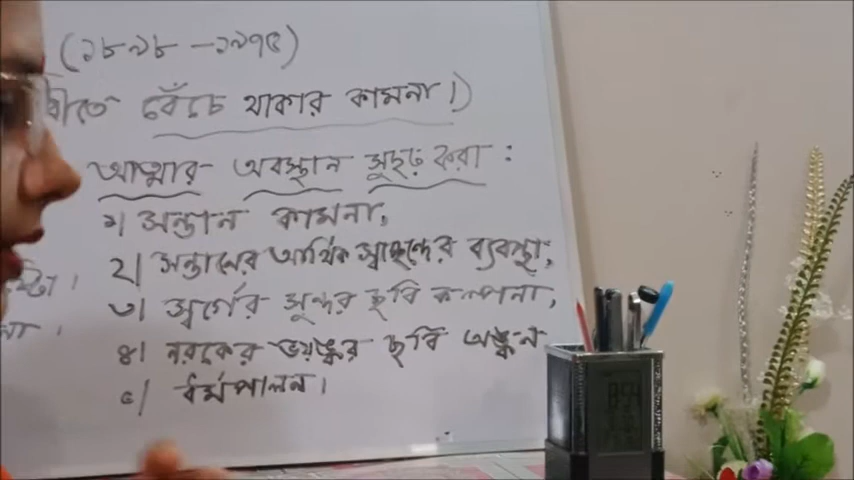 (১৮৯৮ - ১৯৭৫)
বেঁচে থাকার কামনা।)
আত্মার অবস্থান সুদৃঢ় করা :
১| সন্তান কামনা,
২| সন্তানের আর্থিক স্বাচ্ছন্দের ব্যবস্থা,
৩| স্বর্গের সুন্দর ছবি কল্পনা,
৪| নরকের ভয়ঙ্কর ছবি অঙ্কন
৫| ধর্মপালন।